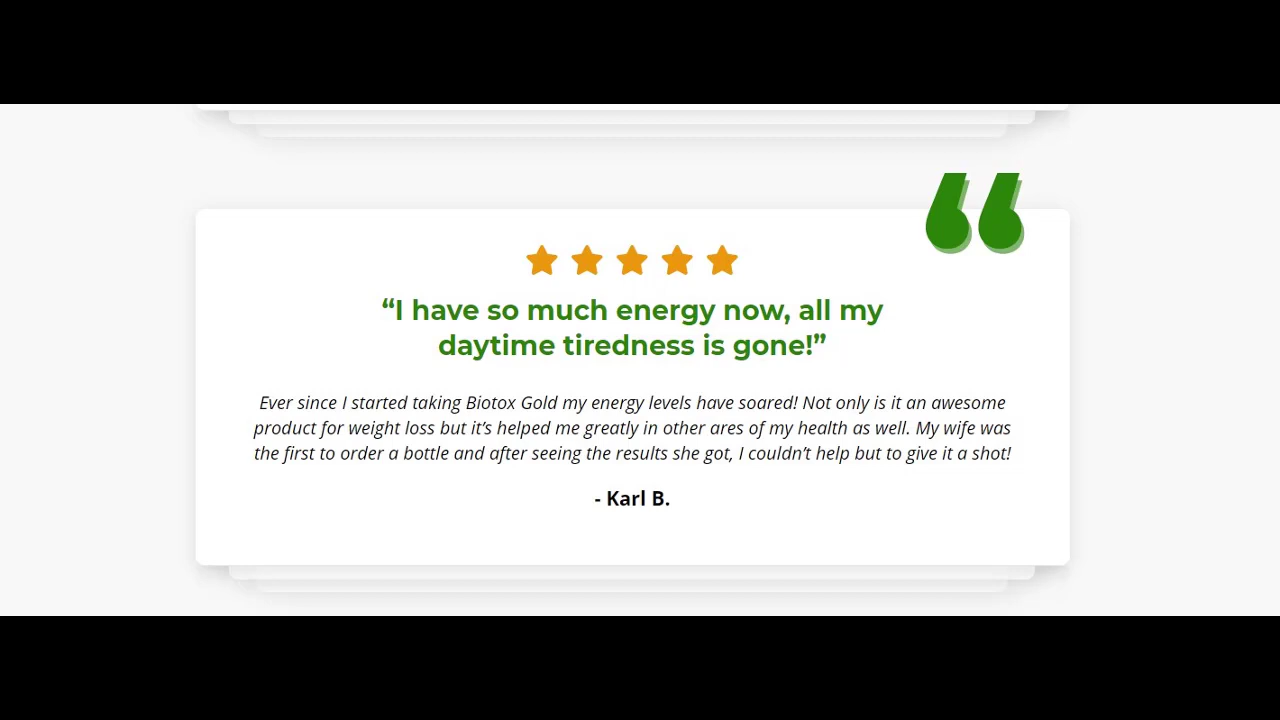 “I have so much energy now, all my
daytime tiredness is gone!”
Ever since I started taking Biotox Gold my energy levels have soared! Not only is it an awesome
product for weight loss but it’s helped me greatly in other ares of my health as well. My wife was
the first to order a bottle and after seeing the results she got, I couldn’t help but to give it a shot!
- Karl B.